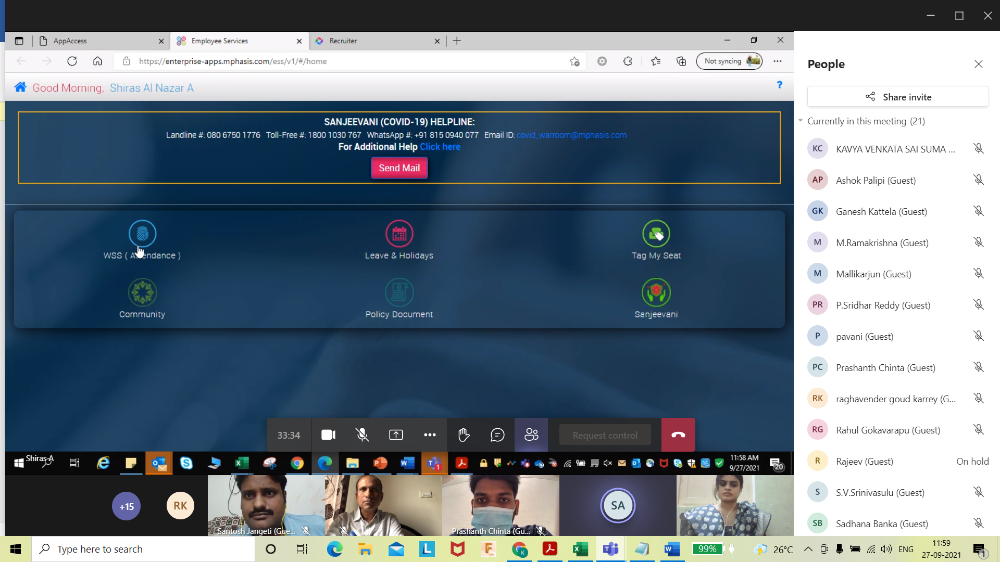 AppAccess
Employee Services
Recruiter
https://enterprise-apps.mphasis.com/ess/v1/#/home
Not syncing
Good Morning, Shiras Al Nazar A
?
SANJEEVANI (COVID-19) HELPLINE:
Landline #: 080 6750 1776 Toll-Free #: 1800 1030 767 WhatsApp #: +91 815 0940 077 Email ID: covid_warroom@mphasis.com
For Additional Help Click here
Send Mail
WSS ( Attendance )
Leave & Holidays
Tag My Seat
Community
Policy Document
Sanjeevani
33:34
Request control
Shiras A
11:58 AM
9/27/2021
20
+15
RK
Santosh Jangeti (Gue...
Prashanth Chinta (Gu...
SA
People
Share invite
Currently in this meeting (21)
KC KAVYA VENKATA SAI SUMA ...
AP Ashok Palipi (Guest)
GK Ganesh Kattela (Guest)
M M.Ramakrishna (Guest)
M Mallikarjun (Guest)
PR P.Sridhar Reddy (Guest)
P pavani (Guest)
PC Prashanth Chinta (Guest)
RK raghavender goud karrey (G...
RG Rahul Gokavarapu (Guest)
R Rajeev (Guest) On hold
S S.V.Srinivasulu (Guest)
SB Sadhana Banka (Guest)
Type here to search
99%
26°C
ENG
11:59
27-09-2021
1